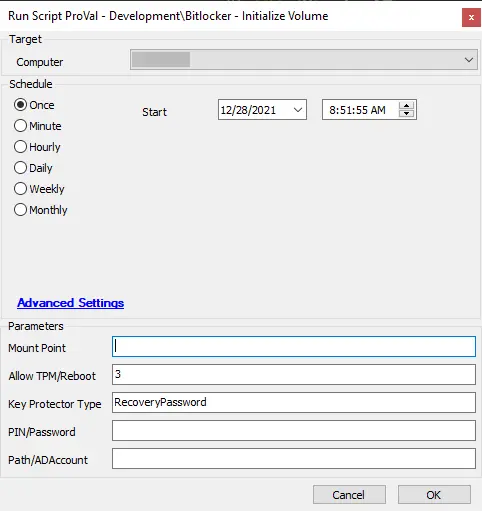 Run Script ProVal - Development\Bitlocker - Initialize Volume
x
Target
Computer
Schedule
Once
Start
12/28/2021
8:51:55 AM
Minute
Hourly
Daily
Weekly
Monthly
Advanced Settings
Parameters
Mount Point
Allow TPM/Reboot
3
Key Protector Type
RecoveryPassword
PIN/Password
Path/ADAccount
Cancel
OK